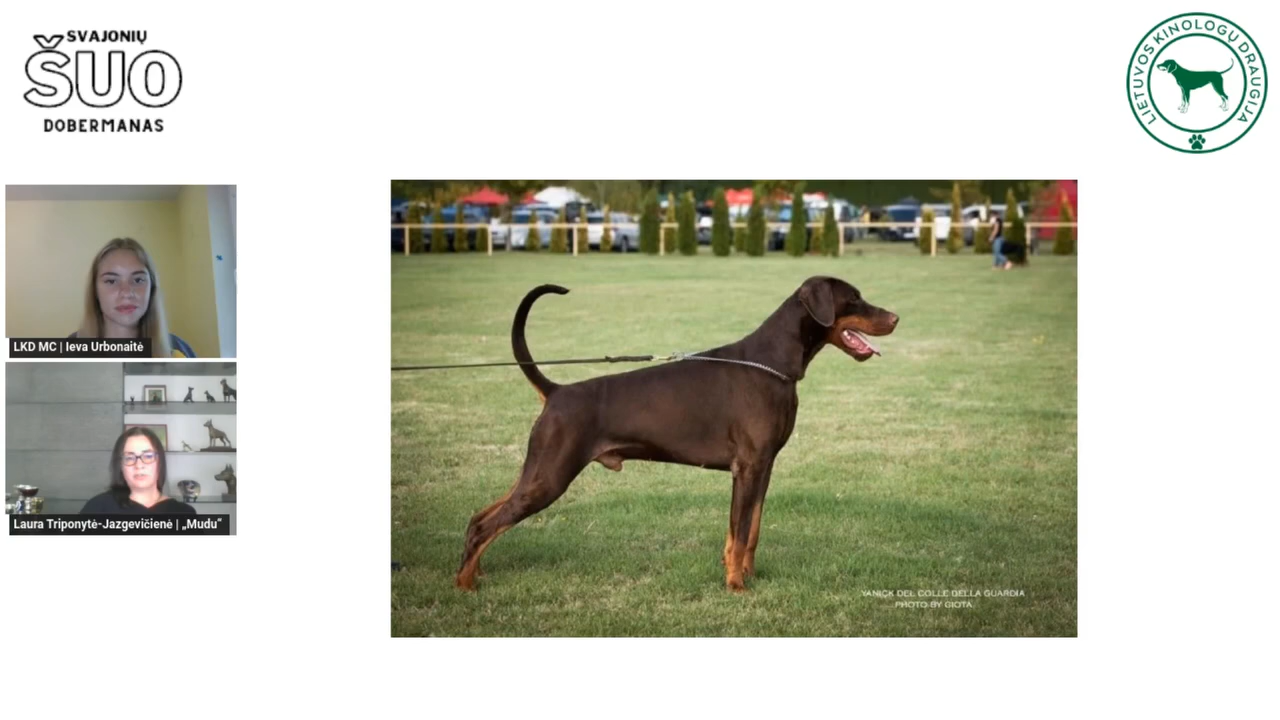 SVAJONIŲ
ŠUO
DOBERMANAS
LIETUVOS KINOLOGŲ DRAUGIJA
LKD MC | Ieva Urbonaitė
Laura Triponytė-Jazgevičienė | „Mudu“
YANICK DEL COLLE DELLA GUARDIA
PHOTO BY GIOTA